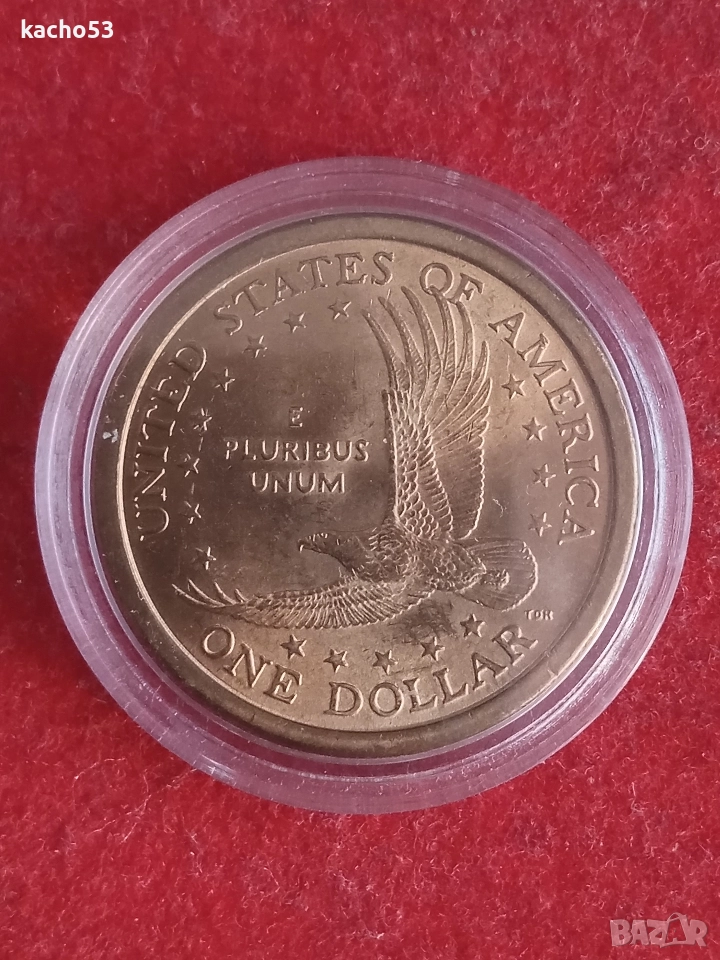 kacho53
UNITED STATES OF AMERICA
E
PLURIBUS
UNUM
TDR
ONE DOLLAR
BAZAR